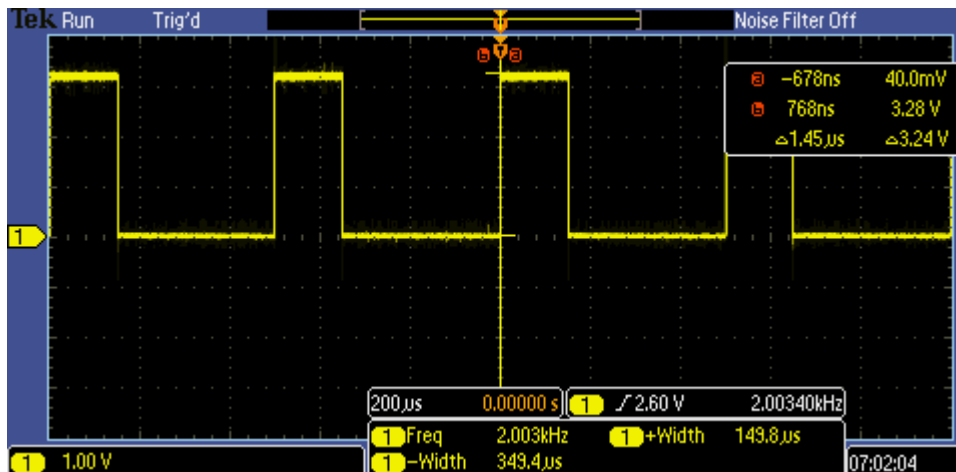 Tek Run Trig'd Noise Filter Off
T
b T a
a -678ns 40.0mV
b 768ns 3.28 V
△1.45µs △3.24 V
1
200µs 0.00000 s 1 ∫ 2.60 V 2.00340kHz
1 Freq 2.003kHz 1 +Width 149.8µs
1 1.00 V 1 -Width 349.4µs 07:02:04